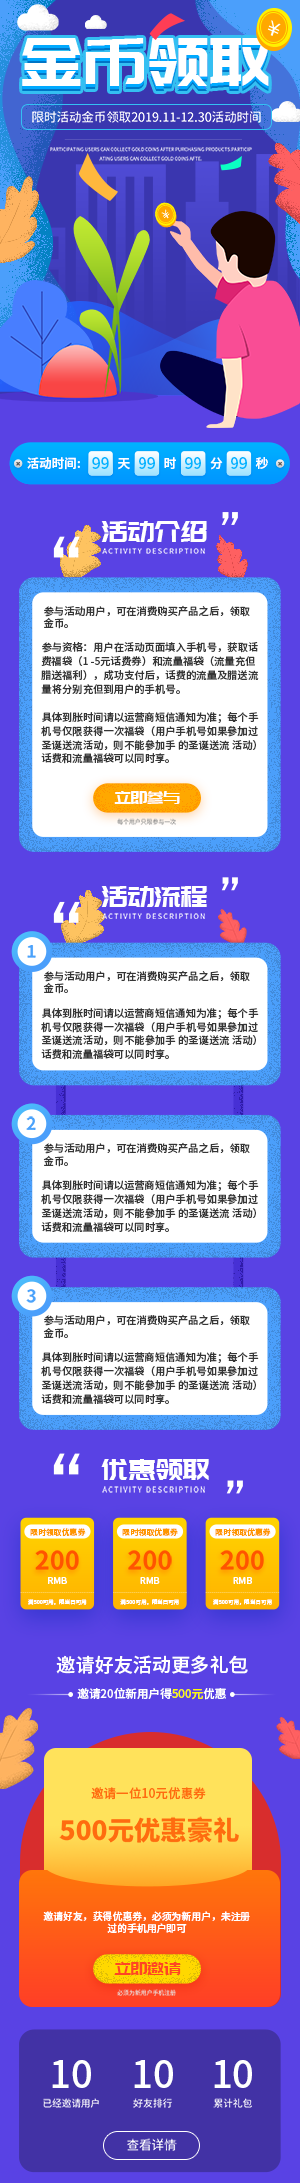 金币领取
限时活动金币领取2019.11-12.30活动时间
PARTICIPATING USERS CAN COLLECT GOLD COINS AFTER PURCHASING PRODUCTS.PARTICIP
ATING USERS CAN COLLECT GOLD COINS AFTE.
活动时间: 99 天 99 时 99 分 99 秒
活动介绍
ACTIVITY DESCRIPTION
参与活动用户，可在消费购买产品之后，领取
金币。
参与资格：用户在活动页面填入手机号，获取话
费福袋（1 -5元话费券）和流量福袋（流量充但
腊送福利），成功支付后，话费的流量及腊送流
量将分别充但到用户的手机号。
具体到胀时间请以运营商短信通知为准；每个手
机号仅限获得一次福袋（用户手机号如果参加过
圣诞送流活动，则不能参加手 的圣诞送流 活动）
话费和流量福袋可以同时享。
立即参与
每个用户只限参与一次
活动流程
ACTIVITY DESCRIPTION
1
参与活动用户，可在消费购买产品之后，领取
金币。
具体到胀时间请以运营商短信通知为准；每个手
机号仅限获得一次福袋（用户手机号如果参加过
圣诞送流活动，则不能参加手 的圣诞送流 活动）
话费和流量福袋可以同时享。
2
参与活动用户，可在消费购买产品之后，领取
金币。
具体到胀时间请以运营商短信通知为准；每个手
机号仅限获得一次福袋（用户手机号如果参加过
圣诞送流活动，则不能参加手 的圣诞送流 活动）
话费和流量福袋可以同时享。
3
参与活动用户，可在消费购买产品之后，领取
金币。
具体到胀时间请以运营商短信通知为准；每个手
机号仅限获得一次福袋（用户手机号如果参加过
圣诞送流活动，则不能参加手 的圣诞送流 活动）
话费和流量福袋可以同时享。
优惠领取
ACTIVITY DESCRIPTION
限时领取优惠券 限时领取优惠券 限时领取优惠券
200 200 200
RMB RMB RMB
满500可用，限当日可用 满500可用，限当日可用 满500可用，限当日可用
邀请好友活动更多礼包
邀请20位新用户得500元优惠
邀请一位10元优惠券
500元优惠豪礼
邀请好友，获得优惠券，必须为新用户，未注册
过的手机用户即可
立即邀请
必须为新用户手机注册
10 10 10
已经邀请用户 好友排行 累计礼包
查看详情